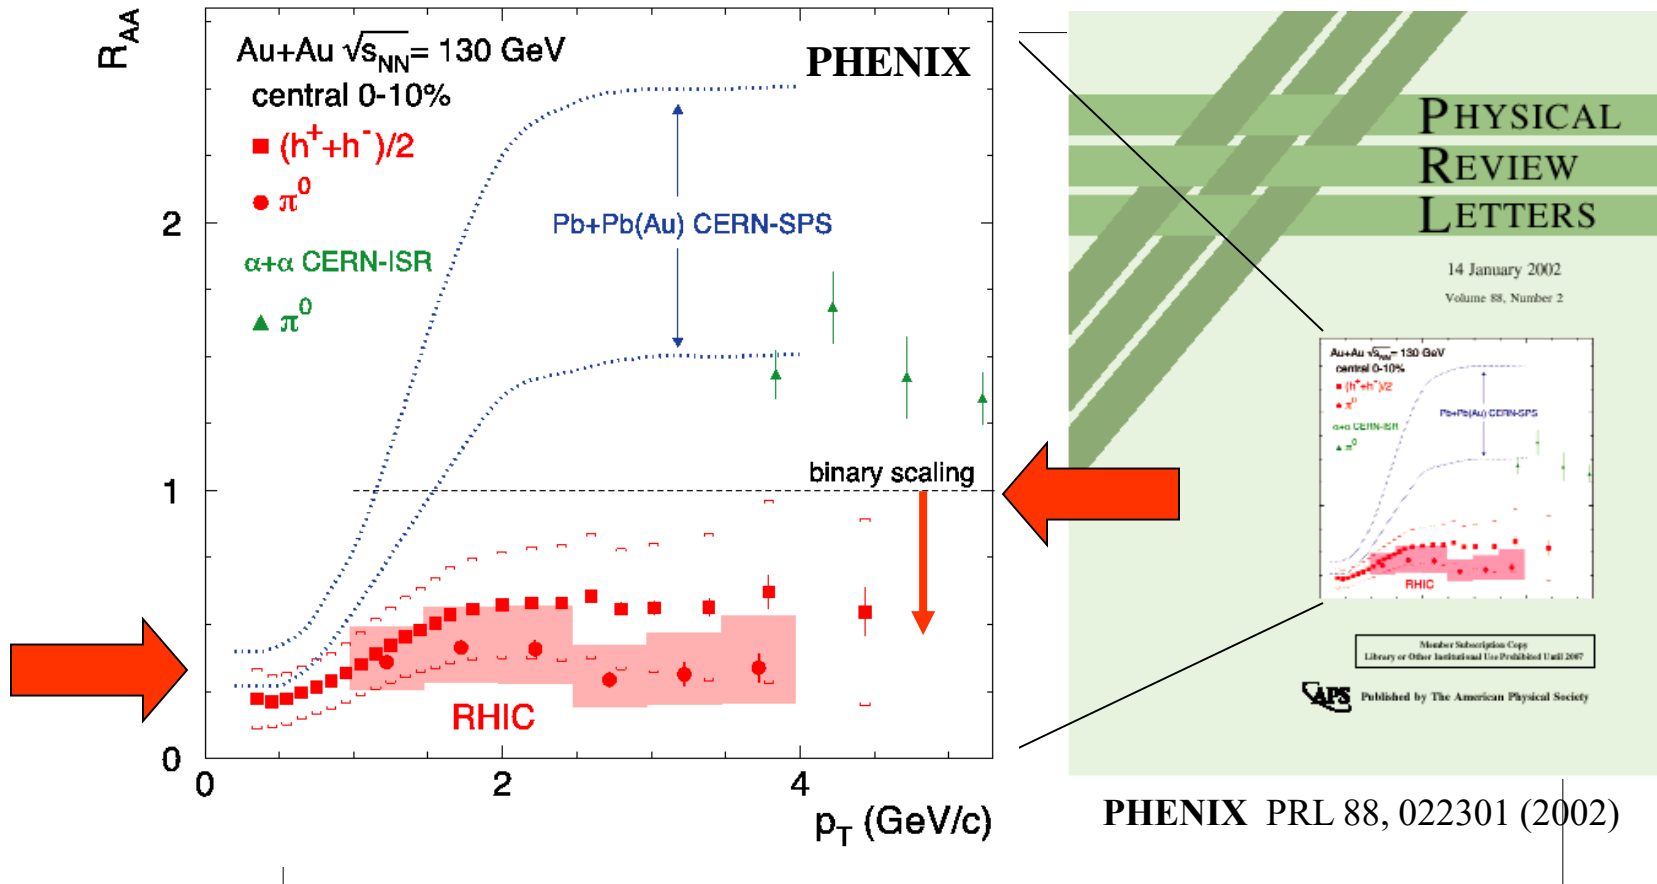 R_AA
Au+Au √s_NN= 130 GeV
central 0-10%
(h⁺+h⁻)/2
π⁰
α+α CERN-ISR
π⁰
PHENIX
Pb+Pb(Au) CERN-SPS
binary scaling
RHIC
2
1
0
0 2 4
p_T (GeV/c)
PHYSICAL
REVIEW
LETTERS
14 January 2002
Volume 88, Number 2
Au+Au √s_NN= 130 GeV
central 0-10%
(h⁺+h⁻)/2
π⁰
α+α CERN-ISR
π⁰
Pb+Pb(Au) CERN-SPS
RHIC
Member Subscription Copy
Library or Other Institutional Use Prohibited Until 2007
APS Published by The American Physical Society
PHENIX PRL 88, 022301 (2002)